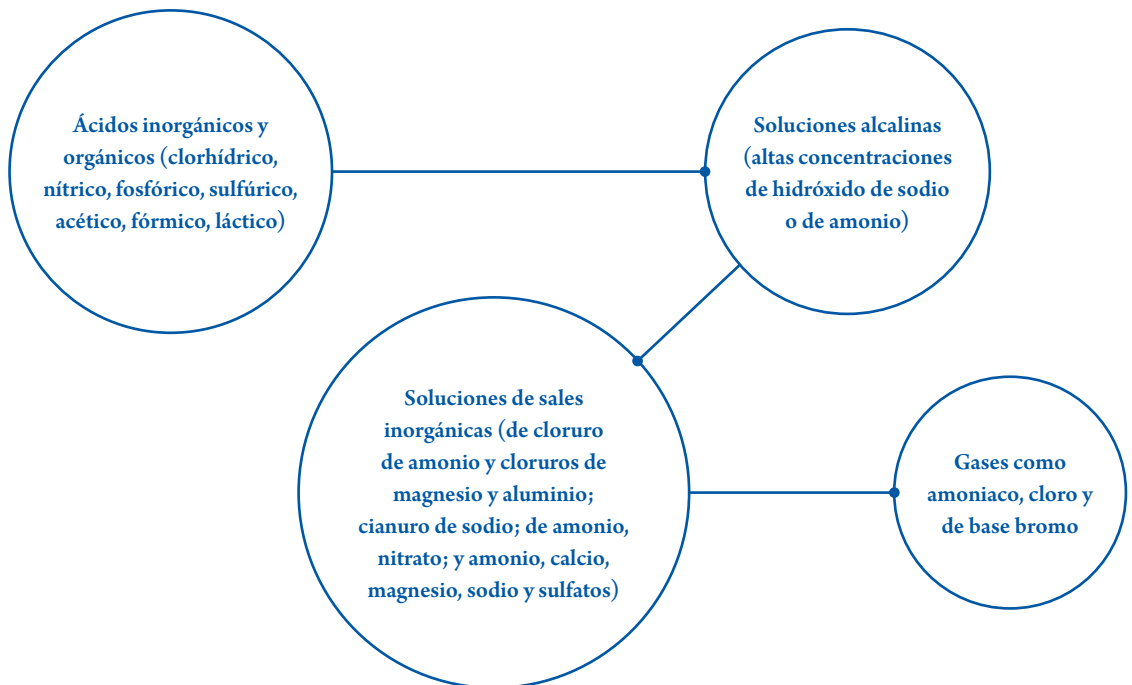 Ácidos inorgánicos y
orgánicos (clorhídrico,
nítrico, fosfórico, sulfúrico,
acético, fórmico, láctico)
Soluciones alcalinas
(altas concentraciones
de hidróxido de sodio
o de amonio)
Soluciones de sales
inorgánicas (de cloruro
de amonio y cloruros de
magnesio y aluminio;
cianuro de sodio; de amonio,
nitrato; y amonio, calcio,
magnesio, sodio y sulfatos)
Gases como
amoniaco, cloro y
de base bromo